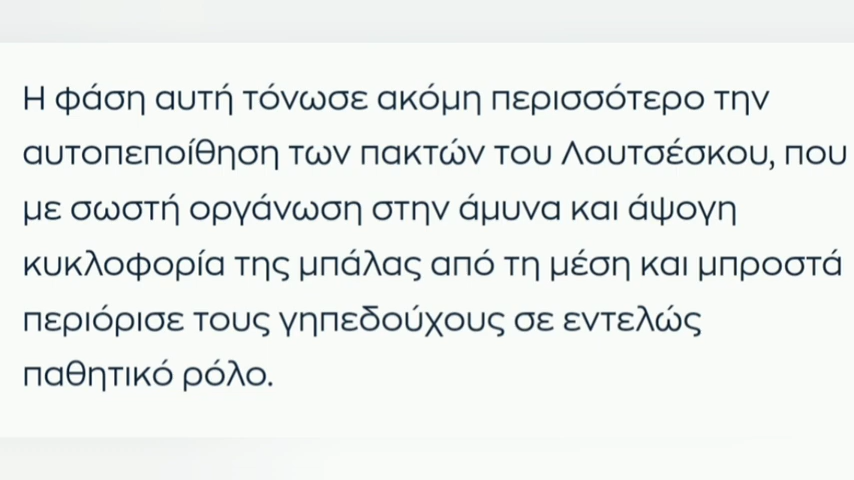 Η φάση αυτή τόνωσε ακόμη περισσότερο την
αυτοπεποίθηση των πακτών του Λουτσέσκου, που
με σωστή οργάνωση στην άμυνα και άψογη
κυκλοφορία της μπάλας από τη μέση και μπροστά
περιόρισε τους γηπεδούχους σε εντελώς
παθητικό ρόλο.